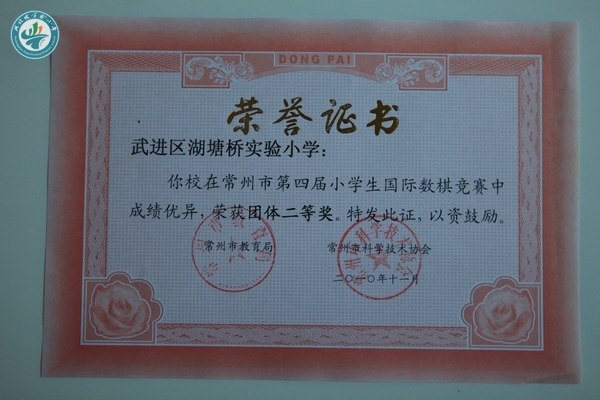 DONG PAI
荣誉证书
武进区湖塘桥实验小学：
你校在常州市第四届小学生国际数棋竞赛中
成绩优异，荣获团体二等奖。特发此证，以资鼓励。
常州市教育局
常州市科学技术协会
二〇一〇年十二月